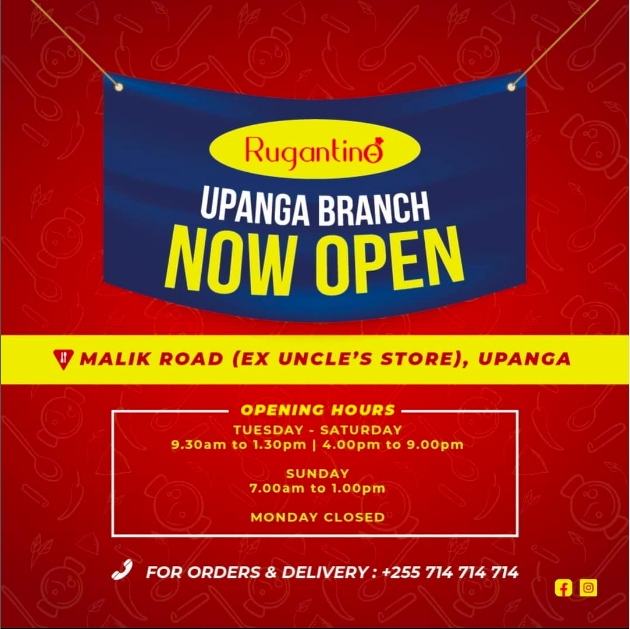 Rugantino
UPANGA BRANCH
NOW OPEN
MALIK ROAD (EX UNCLE'S STORE), UPANGA
OPENING HOURS
TUESDAY - SATURDAY
9.30am to 1.30pm | 4.00pm to 9.00pm
SUNDAY
7.00am to 1.00pm
MONDAY CLOSED
FOR ORDERS & DELIVERY : +255 714 714 714